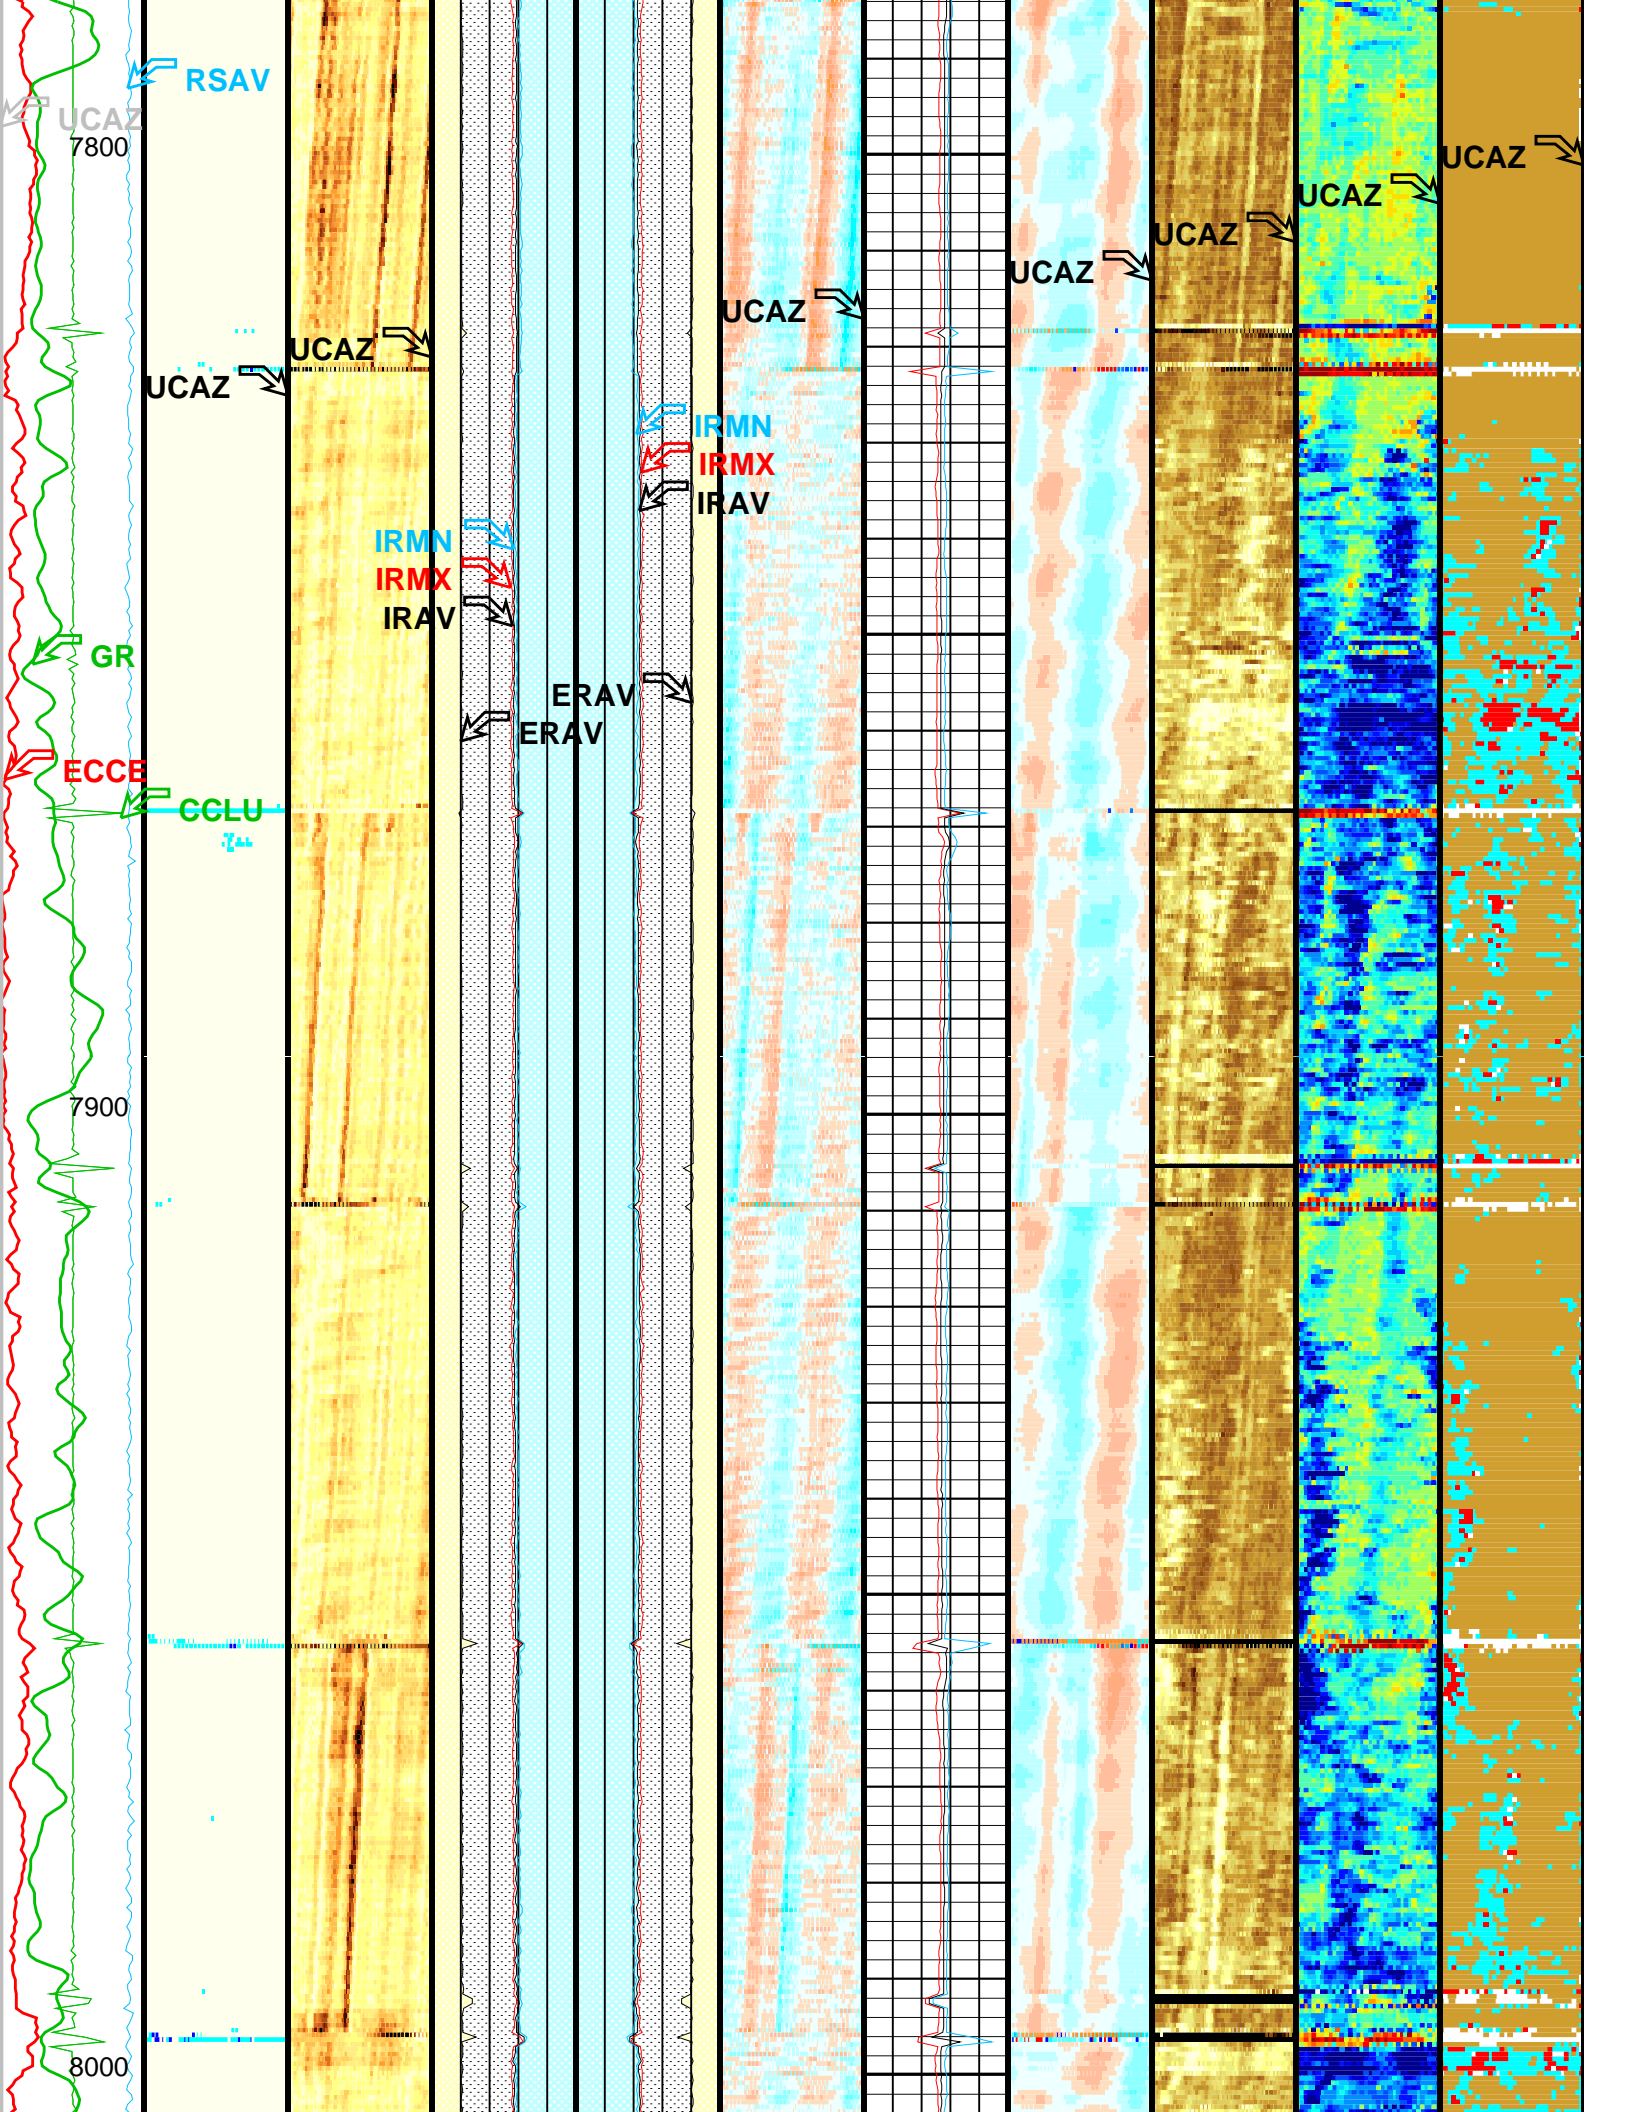 RSAV
UCAZ
7800
UCAZ
UCAZ
UCAZ
UCAZ
UCAZ
UCAZ
UCAZ
IRMN
IRMX
IRAV
IRMN
IRMX
IRAV
GR
ERAV
ERAV
ECCE
CCLU
7900
8000